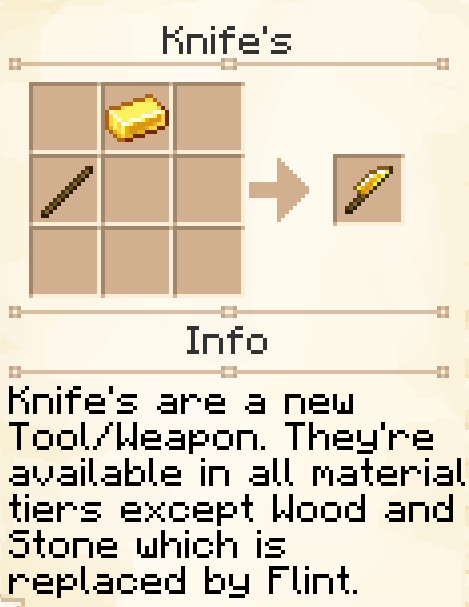 Knife's
Info
Knife's are a new
Tool/Weapon. They're
available in all material
tiers except Wood and
Stone which is
replaced by Flint.